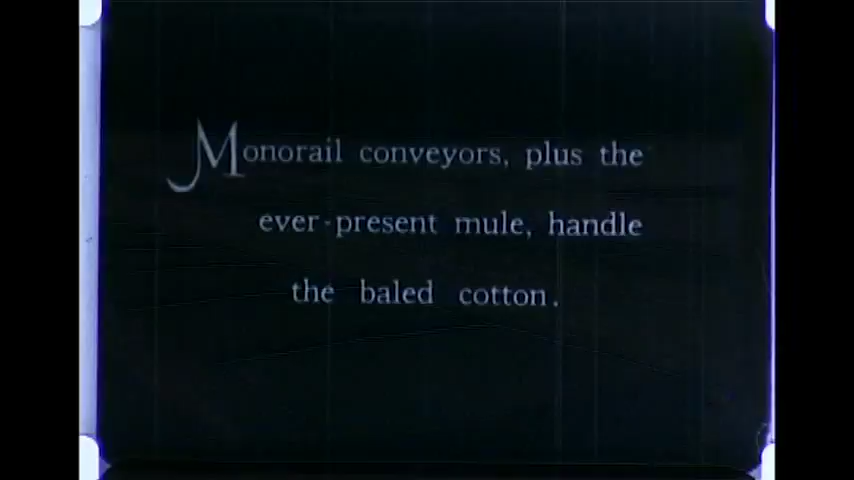 Monorail conveyors, plus the
ever-present mule, handle
the baled cotton.